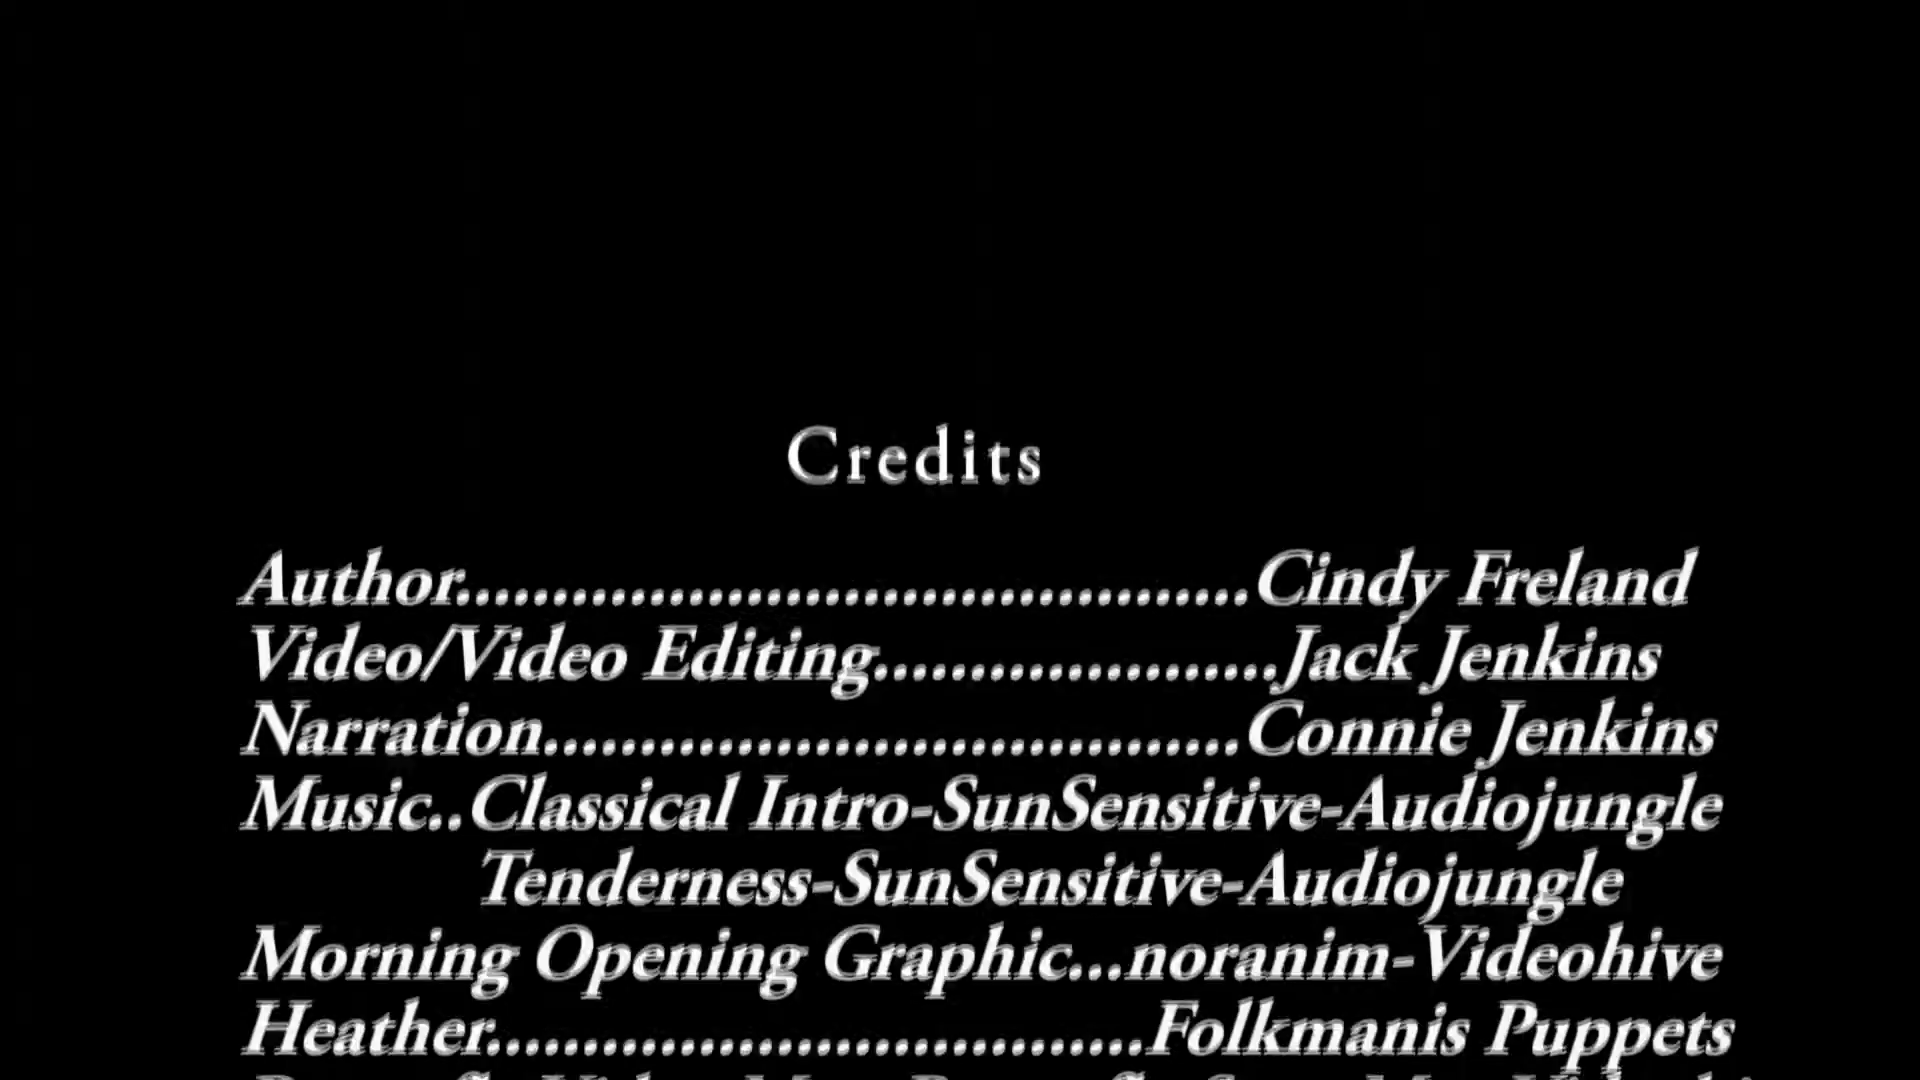 Credits
Author.........................................Cindy Freland
Video/Video Editing.....................Jack Jenkins
Narration....................................Connie Jenkins
Music..Classical Intro-SunSensitive-Audiojungle
Tenderness-SunSensitive-Audiojungle
Morning Opening Graphic...noranim-Videohive
Heather..................................Folkmanis Puppets